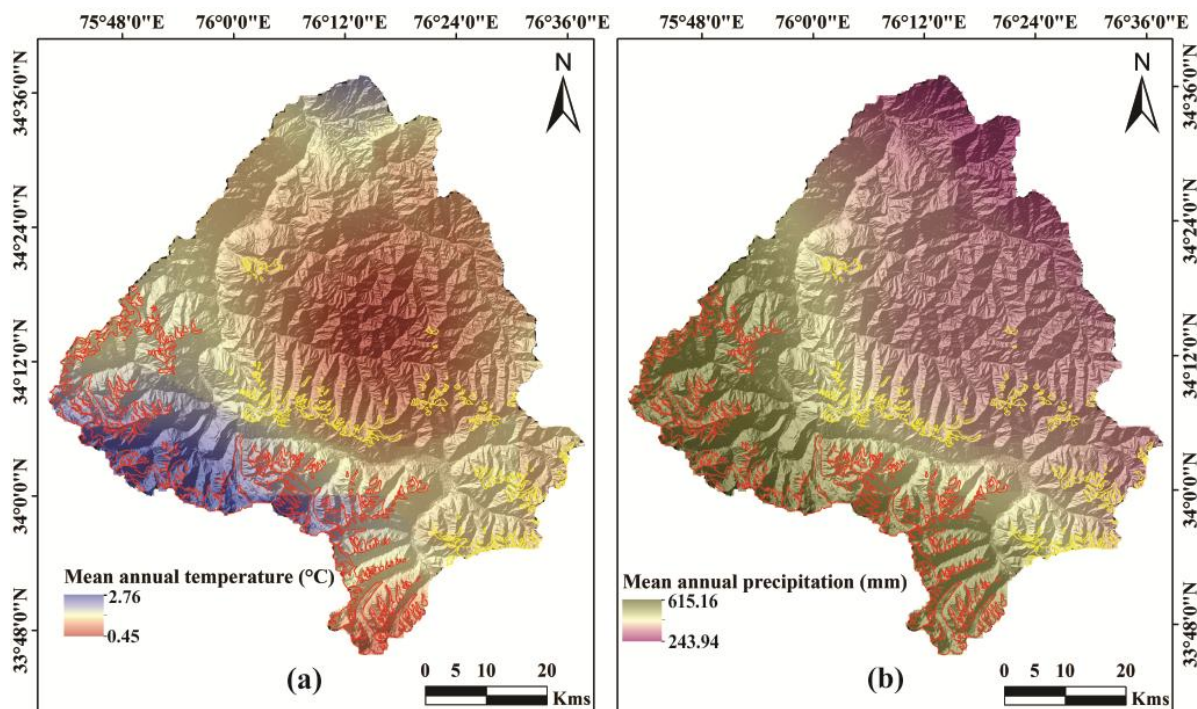 75°48'0"E 76°0'0"E 76°12'0"E 76°24'0"E 76°36'0"E
75°48'0"E 76°0'0"E 76°12'0"E 76°24'0"E 76°36'0"E
N
N
34°36'0"N
34°24'0"N
34°12'0"N
34°0'0"N
33°48'0"N
34°36'0"N
34°24'0"N
34°12'0"N
34°0'0"N
33°48'0"N
Mean annual temperature (°C)
2.76
0.45
(a)
0 5 10 20
Kms
Mean annual precipitation (mm)
615.16
243.94
(b)
0 5 10 20
Kms